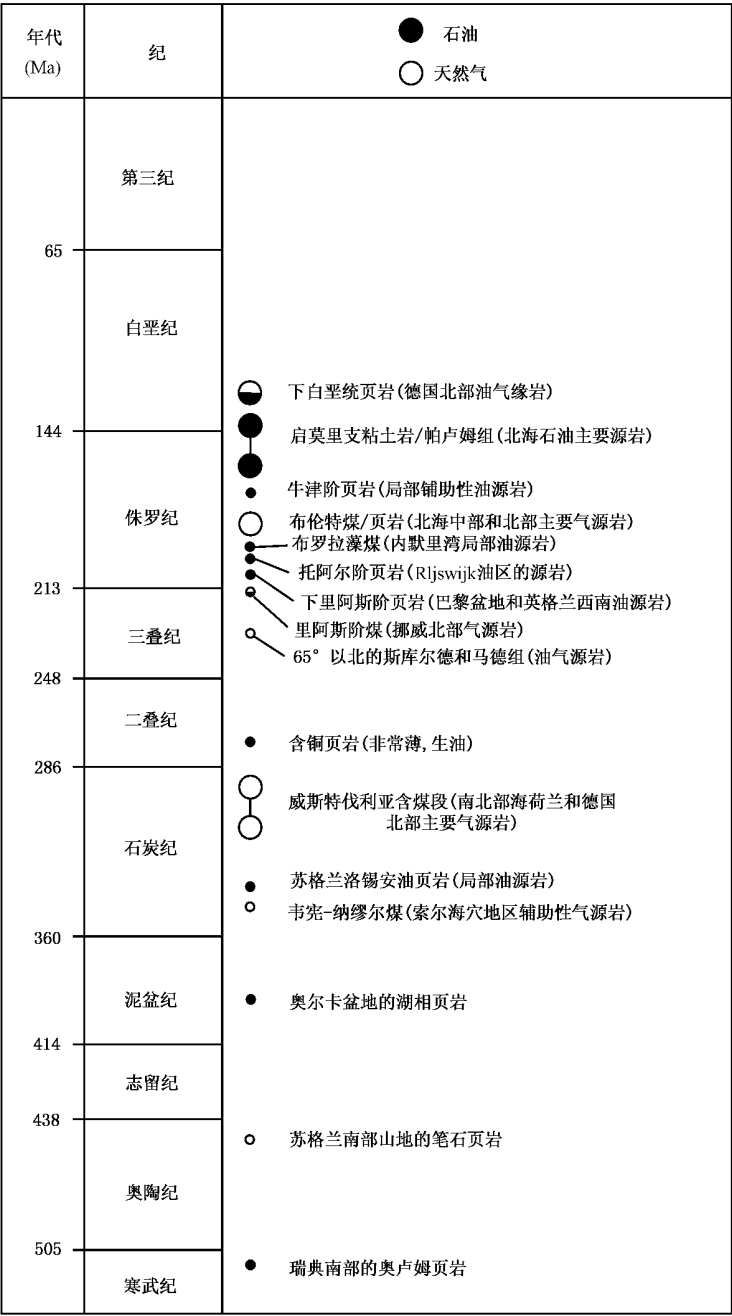 年代
(Ma)
纪
石油
天然气
第三纪
65
白垩纪
下白垩统页岩(德国北部油气缘岩)
144
启莫里支粘土岩/帕卢姆组(北海石油主要源岩)
牛津阶页岩(局部铺助性油源岩)
侏罗纪
布伦特煤/页岩(北海中部和北部主要气源岩)
布罗拉藻煤(内默里湾局部油源岩)
托阿尔阶页岩(Rljswijk油区的源岩)
213
下里阿斯阶页岩(巴黎盆地和英格兰西南油源岩)
里阿斯阶煤(挪威北部气源岩)
三叠纪
65°以北的斯库尔德和马德组(油气源岩)
248
二叠纪
含铜页岩(非常薄,生油)
286
威斯特伐利亚含煤段(南北部海荷兰和德国
北部主要气源岩)
石炭纪
苏格兰洛锡安油页岩(局部油源岩)
韦宪-纳缪尔煤(索尔海穴地区辅助性气源岩)
360
泥盆纪
奥尔卡盆地的湖相页岩
414
志留纪
438
苏格兰南部山地的笔石页岩
奥陶纪
505
瑞典南部的奥卢姆页岩
寒武纪